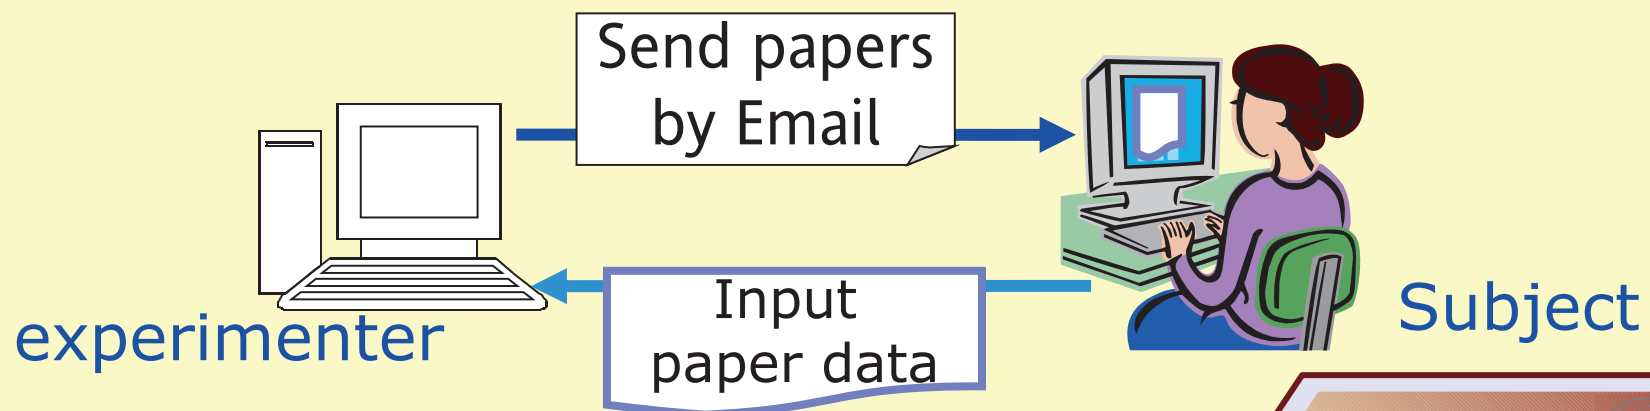 Send papers
by Email
experimenter
Subject
Input
paper data